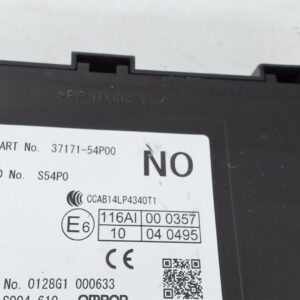 PART No. 37171-54P00
NO
D No. S54P0
CCAB14LP4340T1
E6
116AI 00 0357
10 04 0495
CE
No. 0128G1 000633
OMRON